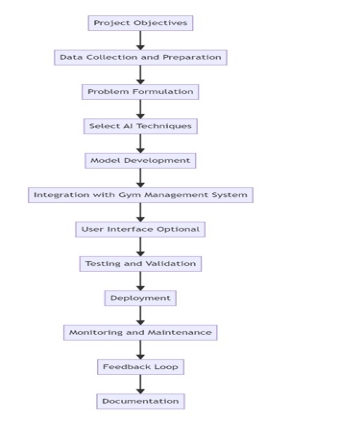 Project Objectives
Data Collection and Preparation
Problem Formulation
Select AI Techniques
Model Development
Integration with Gym Management System
User Interface Optional
Testing and Validation
Deployment
Monitoring and Maintenance
Feedback Loop
Documentation